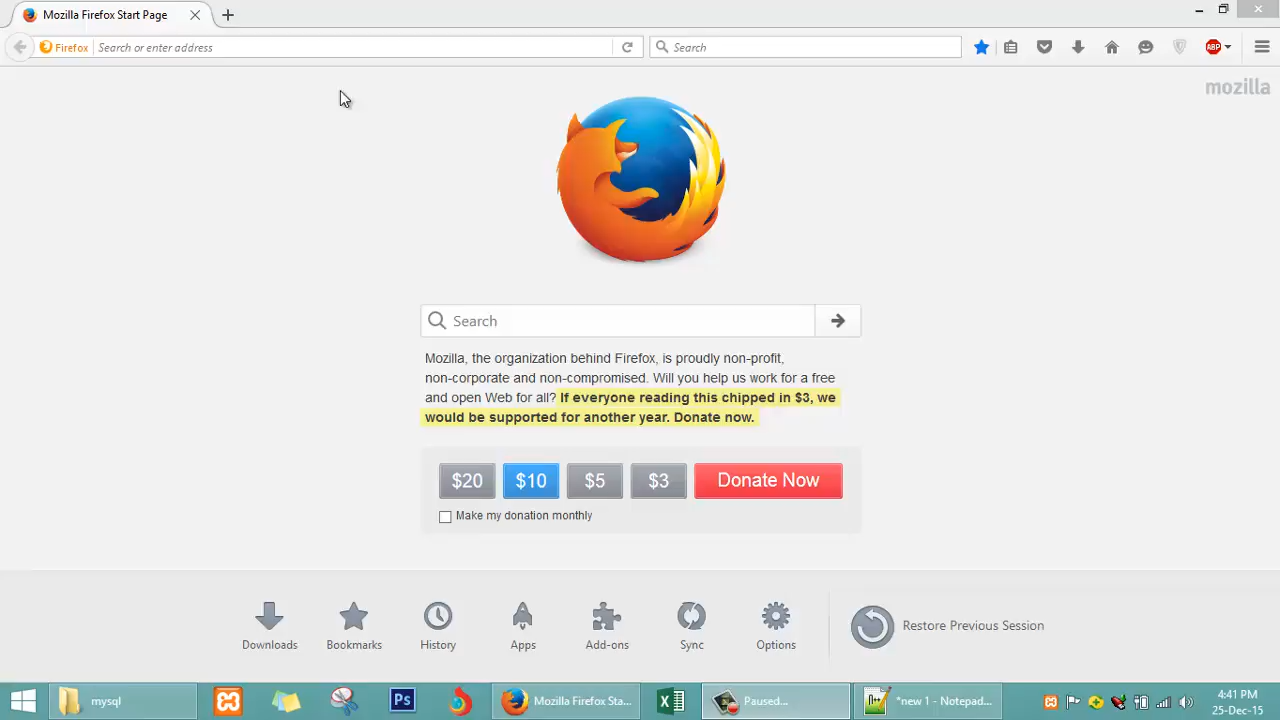 Mozilla Firefox Start Page
Firefox Search or enter address
Search
ABP
mozilla
Search
Mozilla, the organization behind Firefox, is proudly non-profit,
non-corporate and non-compromised. Will you help us work for a free
and open Web for all? If everyone reading this chipped in $3, we
would be supported for another year. Donate now.
$20 $10 $5 $3 Donate Now
Make my donation monthly
Downloads Bookmarks History Apps Add-ons Sync Options Restore Previous Session
mysql Ps Mozilla Firefox Sta... Paused... *new 1 - Notepad... 4:41 PM
25-Dec-15